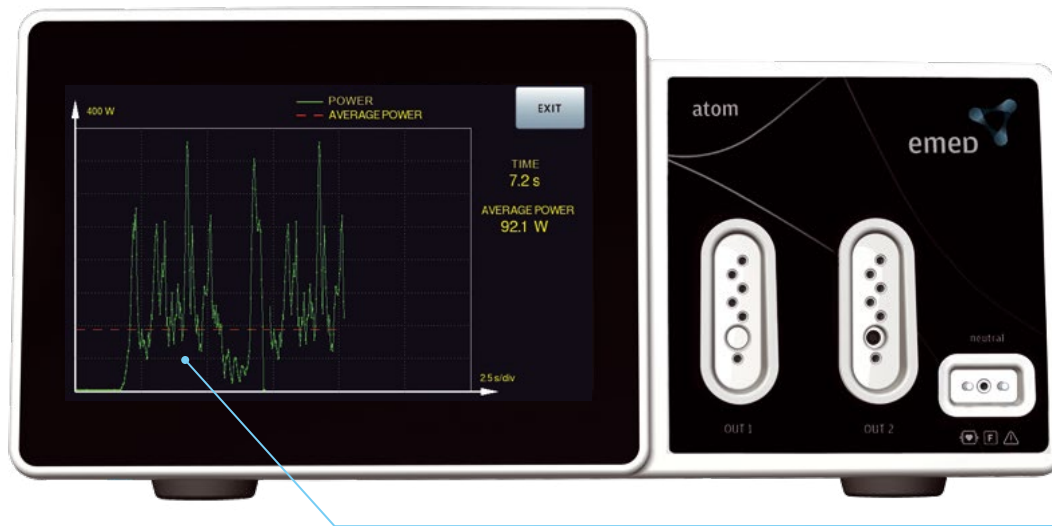 400 W
POWER
AVERAGE POWER
EXIT
TIME
7.2 s
AVERAGE POWER
92.1 W
2.5 s/div
atom
emed
OUT 1
OUT 2
neutral
F